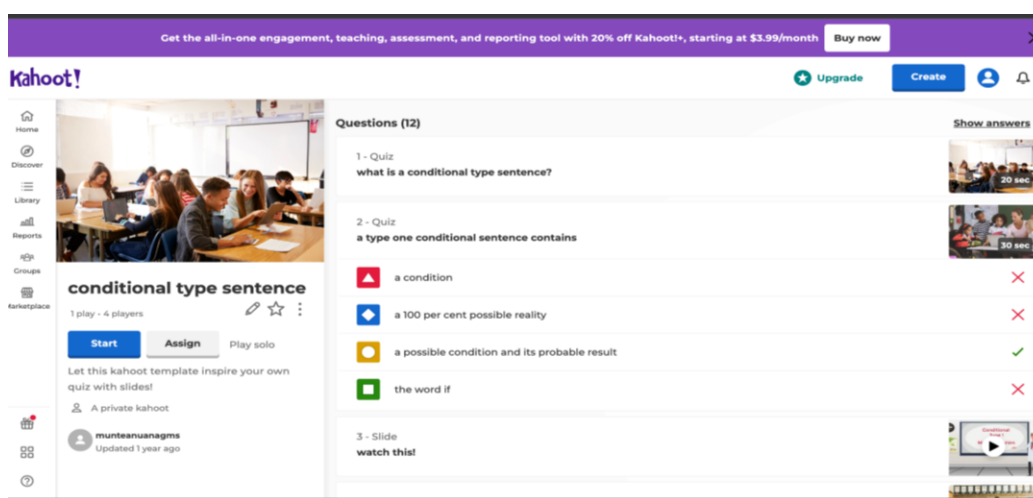 Get the all-in-one engagement, teaching, assessment, and reporting tool with 20% off Kahoot!+, starting at $3.99/month Buy now
Kahoot!
Upgrade
Create
Home
Discover
Library
Reports
Groups
Marketplace
conditional type sentence
1 play - 4 players
Start
Assign
Play solo
Let this kahoot template inspire your own
quiz with slides!
A private kahoot
munteanuanagms
Updated 1 year ago
Questions (12)
Show answers
1 - Quiz
what is a conditional type sentence?
20 sec
2 - Quiz
a type one conditional sentence contains
30 sec
a condition
a 100 per cent possible reality
a possible condition and its probable result
the word if
3 - Slide
watch this!